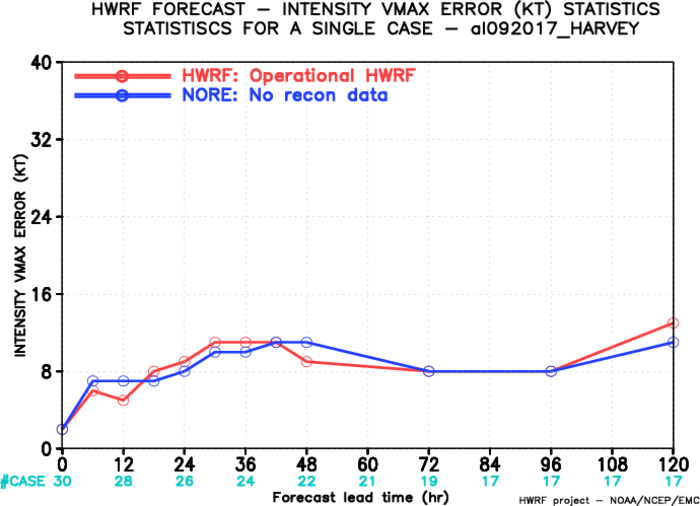 HWRF FORECAST – INTENSITY VMAX ERROR (KT) STATISTICS
STATISTISCS FOR A SINGLE CASE – al092017_HARVEY
HWRF: Operational HWRF
NORE: No recon data
INTENSITY VMAX ERROR (KT)
40
32
24
16
8
0
0 12 24 36 48 60 72 84 96 108 120
#CASE 30 28 26 24 22 21 19 17 17 17 17
Forecast lead time (hr)
HWRF project – NOAA/NCEP/EMC